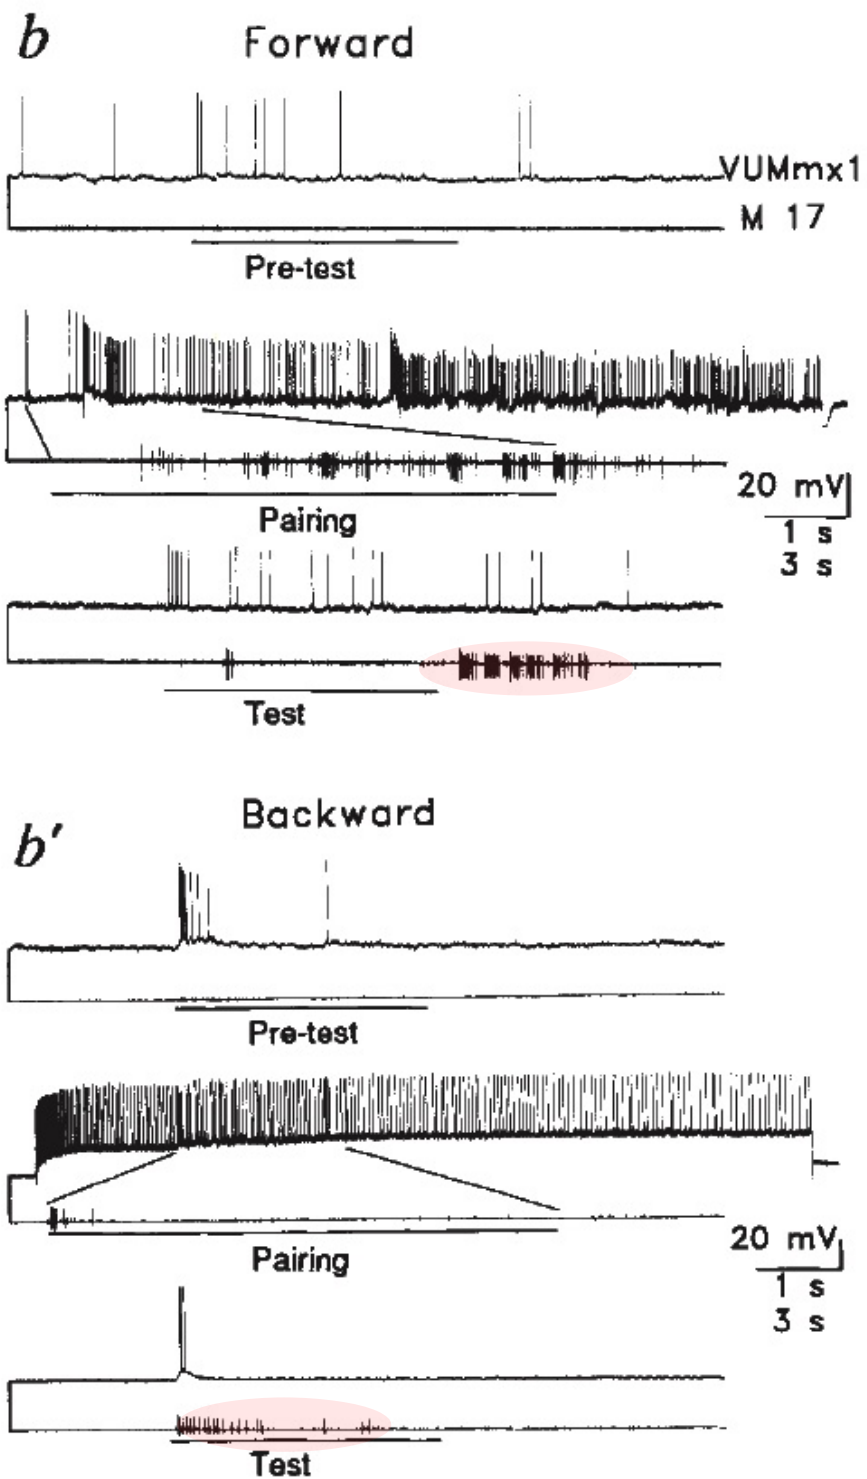 b
Forward
VUMmx1
M 17
Pre-test
20 mV
Pairing
1 s
3 s
Test
Backward
b'
Pre-test
20 mV
Pairing
1 s
3 s
Test